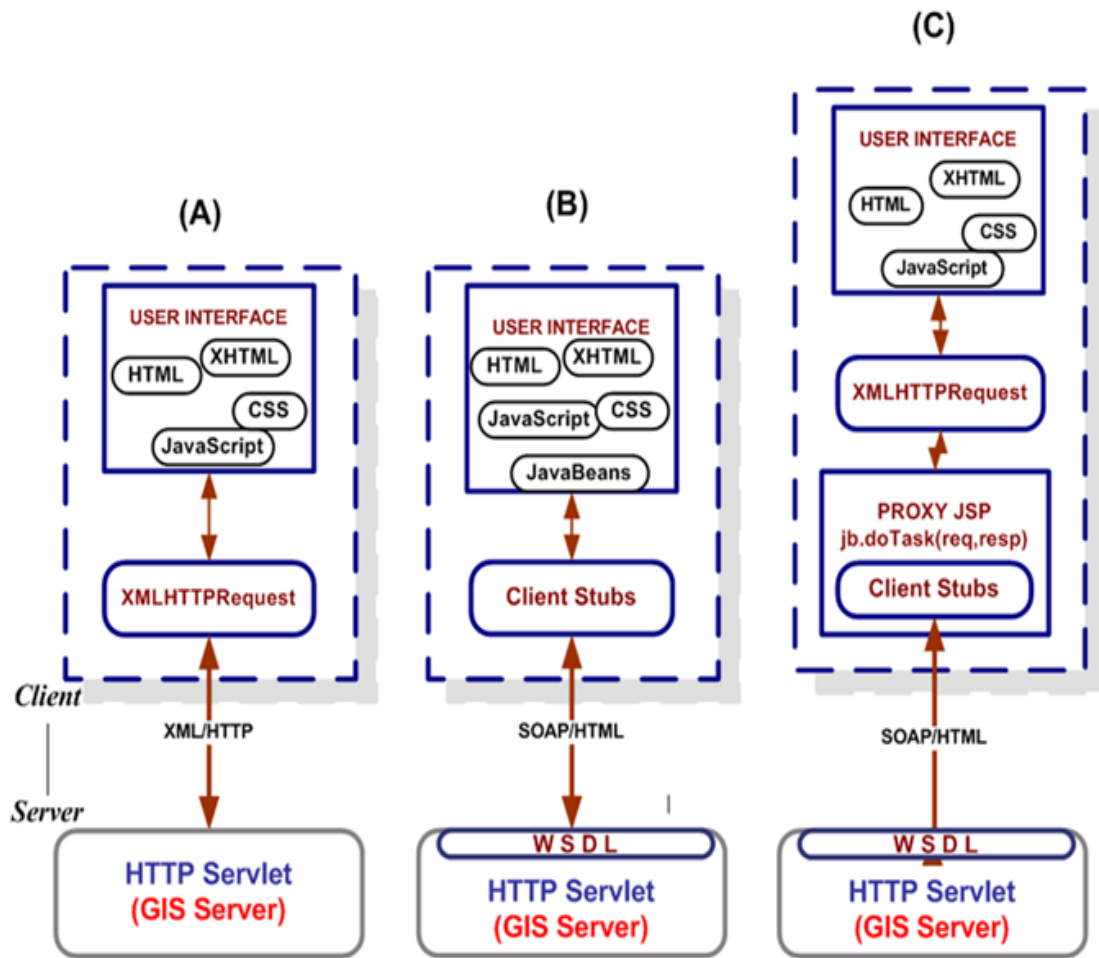 (A)
USER INTERFACE
HTML
XHTML
CSS
JavaScript
XMLHTTPRequest
XML/HTTP
HTTP Servlet
(GIS Server)
(B)
USER INTERFACE
HTML
XHTML
JavaScript
CSS
JavaBeans
Client Stubs
SOAP/HTML
W S D L
HTTP Servlet
(GIS Server)
(C)
USER INTERFACE
XHTML
HTML
CSS
JavaScript
XMLHTTPRequest
PROXY JSP
jb.doTask(req,resp)
Client Stubs
SOAP/HTML
W S D L
HTTP Servlet
(GIS Server)
Client
Server